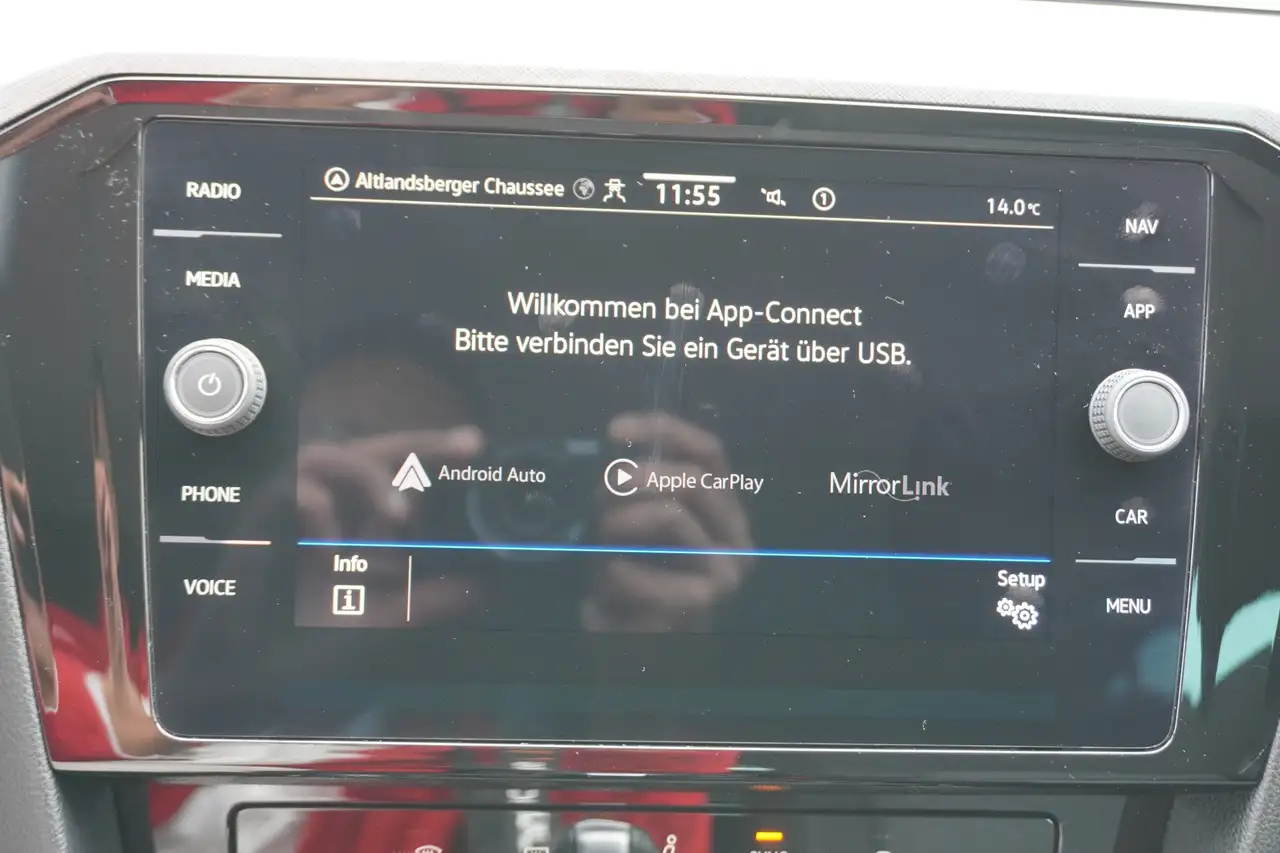 RADIO
MEDIA
PHONE
VOICE
Altlandsberger Chaussee
11:55
1
14.0°C
Willkommen bei App-Connect
Bitte verbinden Sie ein Gerät über USB.
Android Auto
Apple CarPlay
MirrorLink
Info
Setup
NAV
APP
CAR
MENU